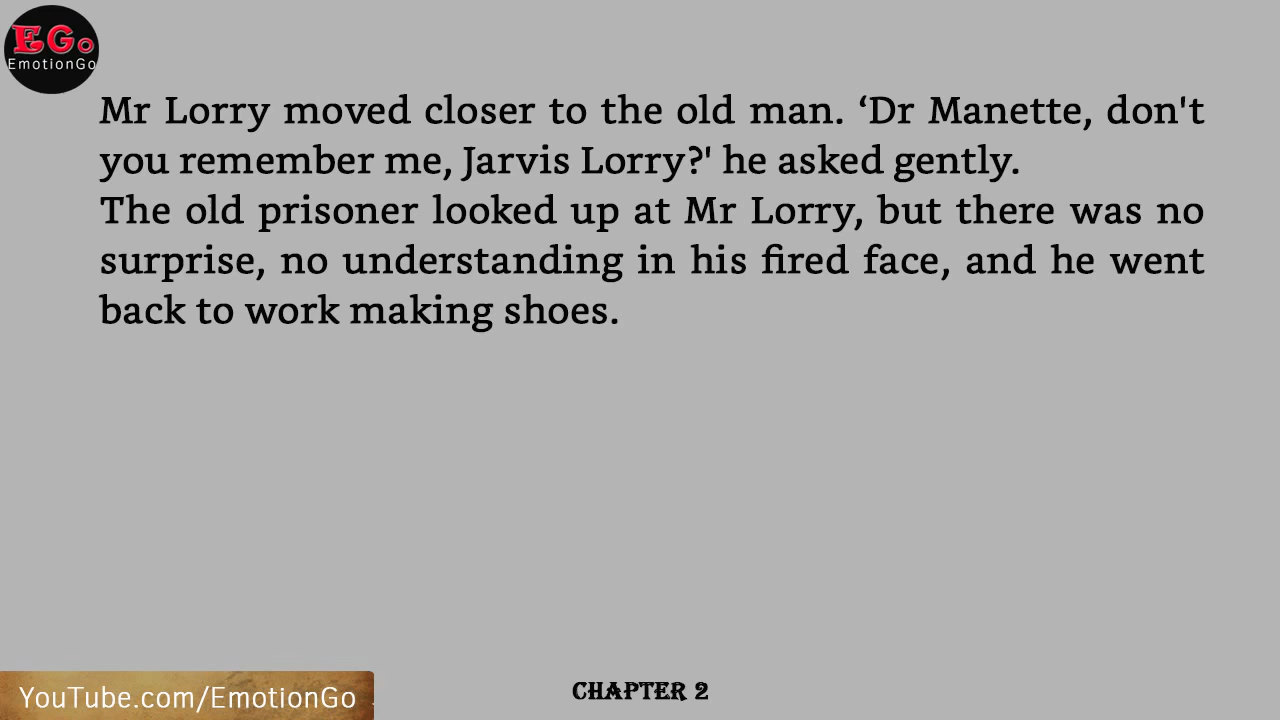 EGo
EmotionGo
Mr Lorry moved closer to the old man. ‘Dr Manette, don't
you remember me, Jarvis Lorry?' he asked gently.
The old prisoner looked up at Mr Lorry, but there was no
surprise, no understanding in his fired face, and he went
back to work making shoes.
YouTube.com/EmotionGo
CHAPTER 2